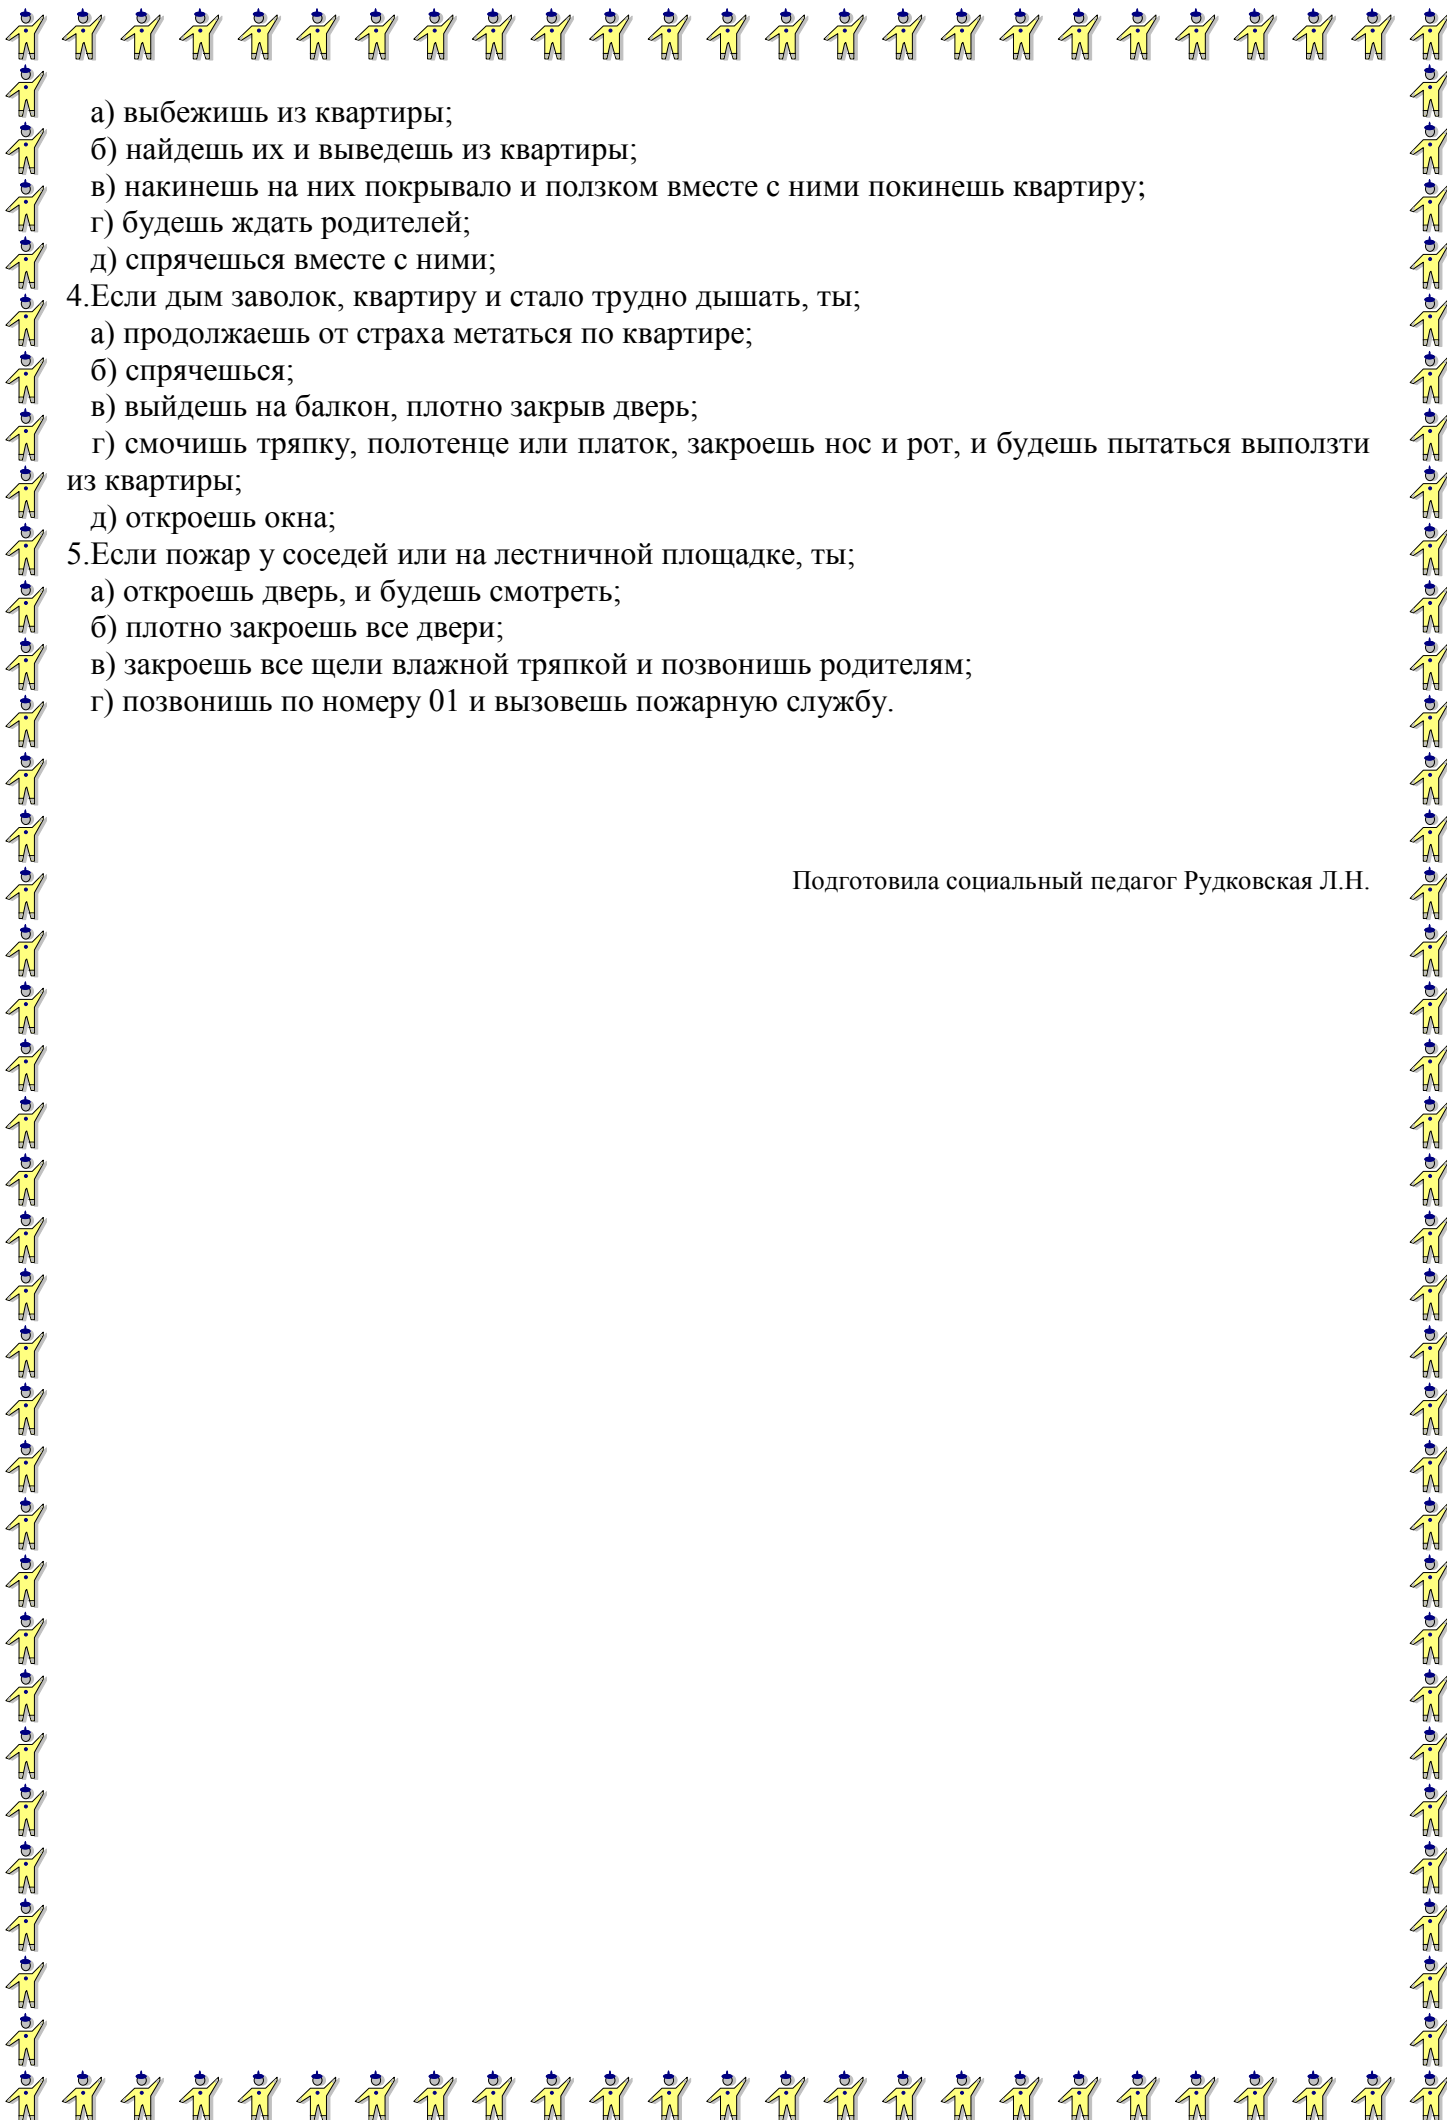 а) выбежишь из квартиры;
б) найдешь их и выведешь из квартиры;
в) накинешь на них покрывало и ползком вместе с ними покинешь квартиру;
г) будешь ждать родителей;
д) спрячешься вместе с ними;
4.Если дым заволок, квартиру и стало трудно дышать, ты;
а) продолжаешь от страха метаться по квартире;
б) спрячешься;
в) выйдешь на балкон, плотно закрыв дверь;
г) смочишь тряпку, полотенце или платок, закроешь нос и рот, и будешь пытаться выползти
из квартиры;
д) откроешь окна;
5.Если пожар у соседей или на лестничной площадке, ты;
а) откроешь дверь, и будешь смотреть;
б) плотно закроешь все двери;
в) закроешь все щели влажной тряпкой и позвонишь родителям;
г) позвонишь по номеру 01 и вызовешь пожарную службу.
Подготовила социальный педагог Рудковская Л.Н.